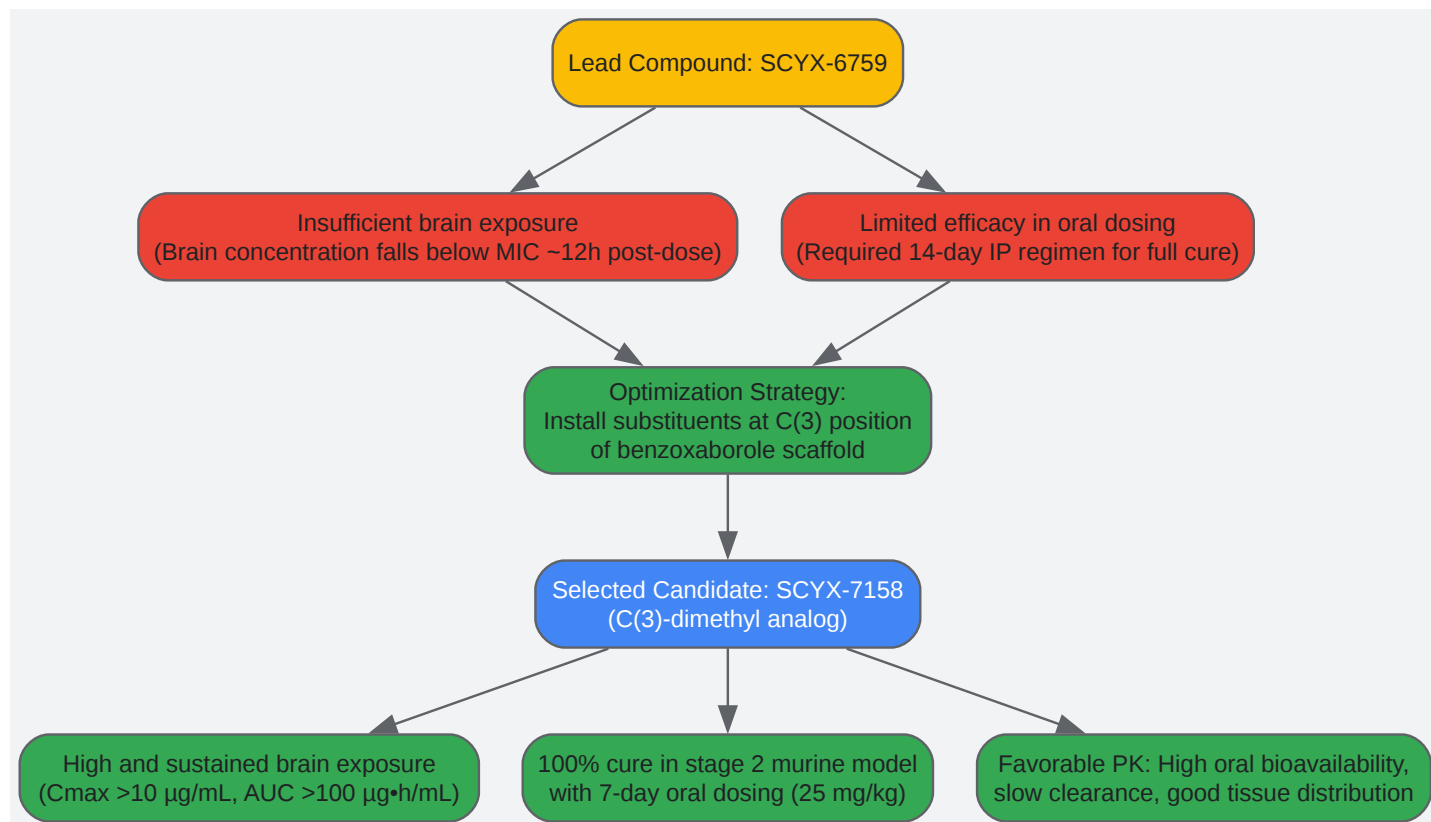 Lead Compound: SCYX-6759
Insufficient brain exposure
(Brain concentration falls below MIC ~12h post-dose)
Limited efficacy in oral dosing
(Required 14-day IP regimen for full cure)
Optimization Strategy:
Install substituents at C(3) position
of benzoxaborole scaffold
Selected Candidate: SCYX-7158
(C(3)-dimethyl analog)
High and sustained brain exposure
(Cmax >10 µg/mL, AUC >100 µg•h/mL)
100% cure in stage 2 murine model
with 7-day oral dosing (25 mg/kg)
Favorable PK: High oral bioavailability,
slow clearance, good tissue distribution